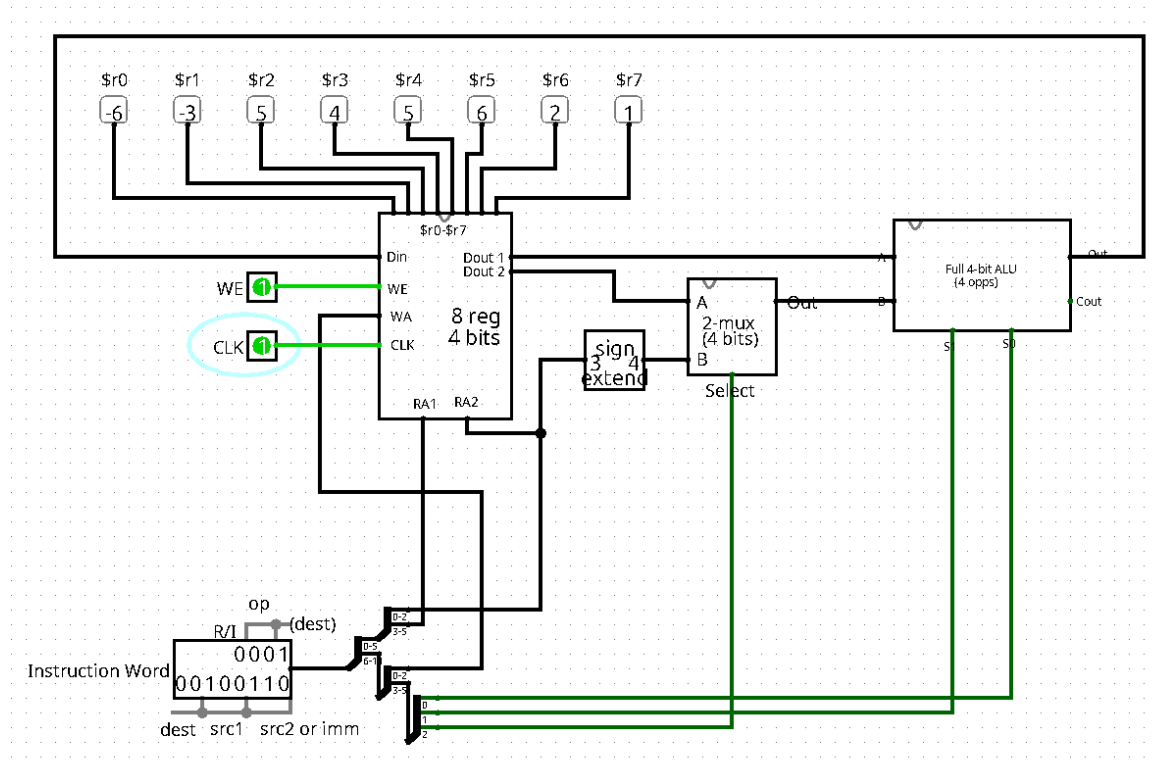 $r0 $r1 $r2 $r3 $r4 $r5 $r6 $r7
-6 -3 5 4 5 6 2 1
$r0-$r7
Din
Dout 1
Dout 2
WE 1
WE
WA
8 reg
4 bits
CLK 1
CLK
RA1 RA2
sign
3 4
extend
A
Out
2-mux
(4 bits)
B
Select
A
Out
Full 4-bit ALU
(4 opps)
B
Cout
S1 S0
op
R/I
(dest)
0001
Instruction Word
00100110
dest src1 src2 or imm
0-2
3-5
0-5
6-1
0-2
3-5
0
1
2